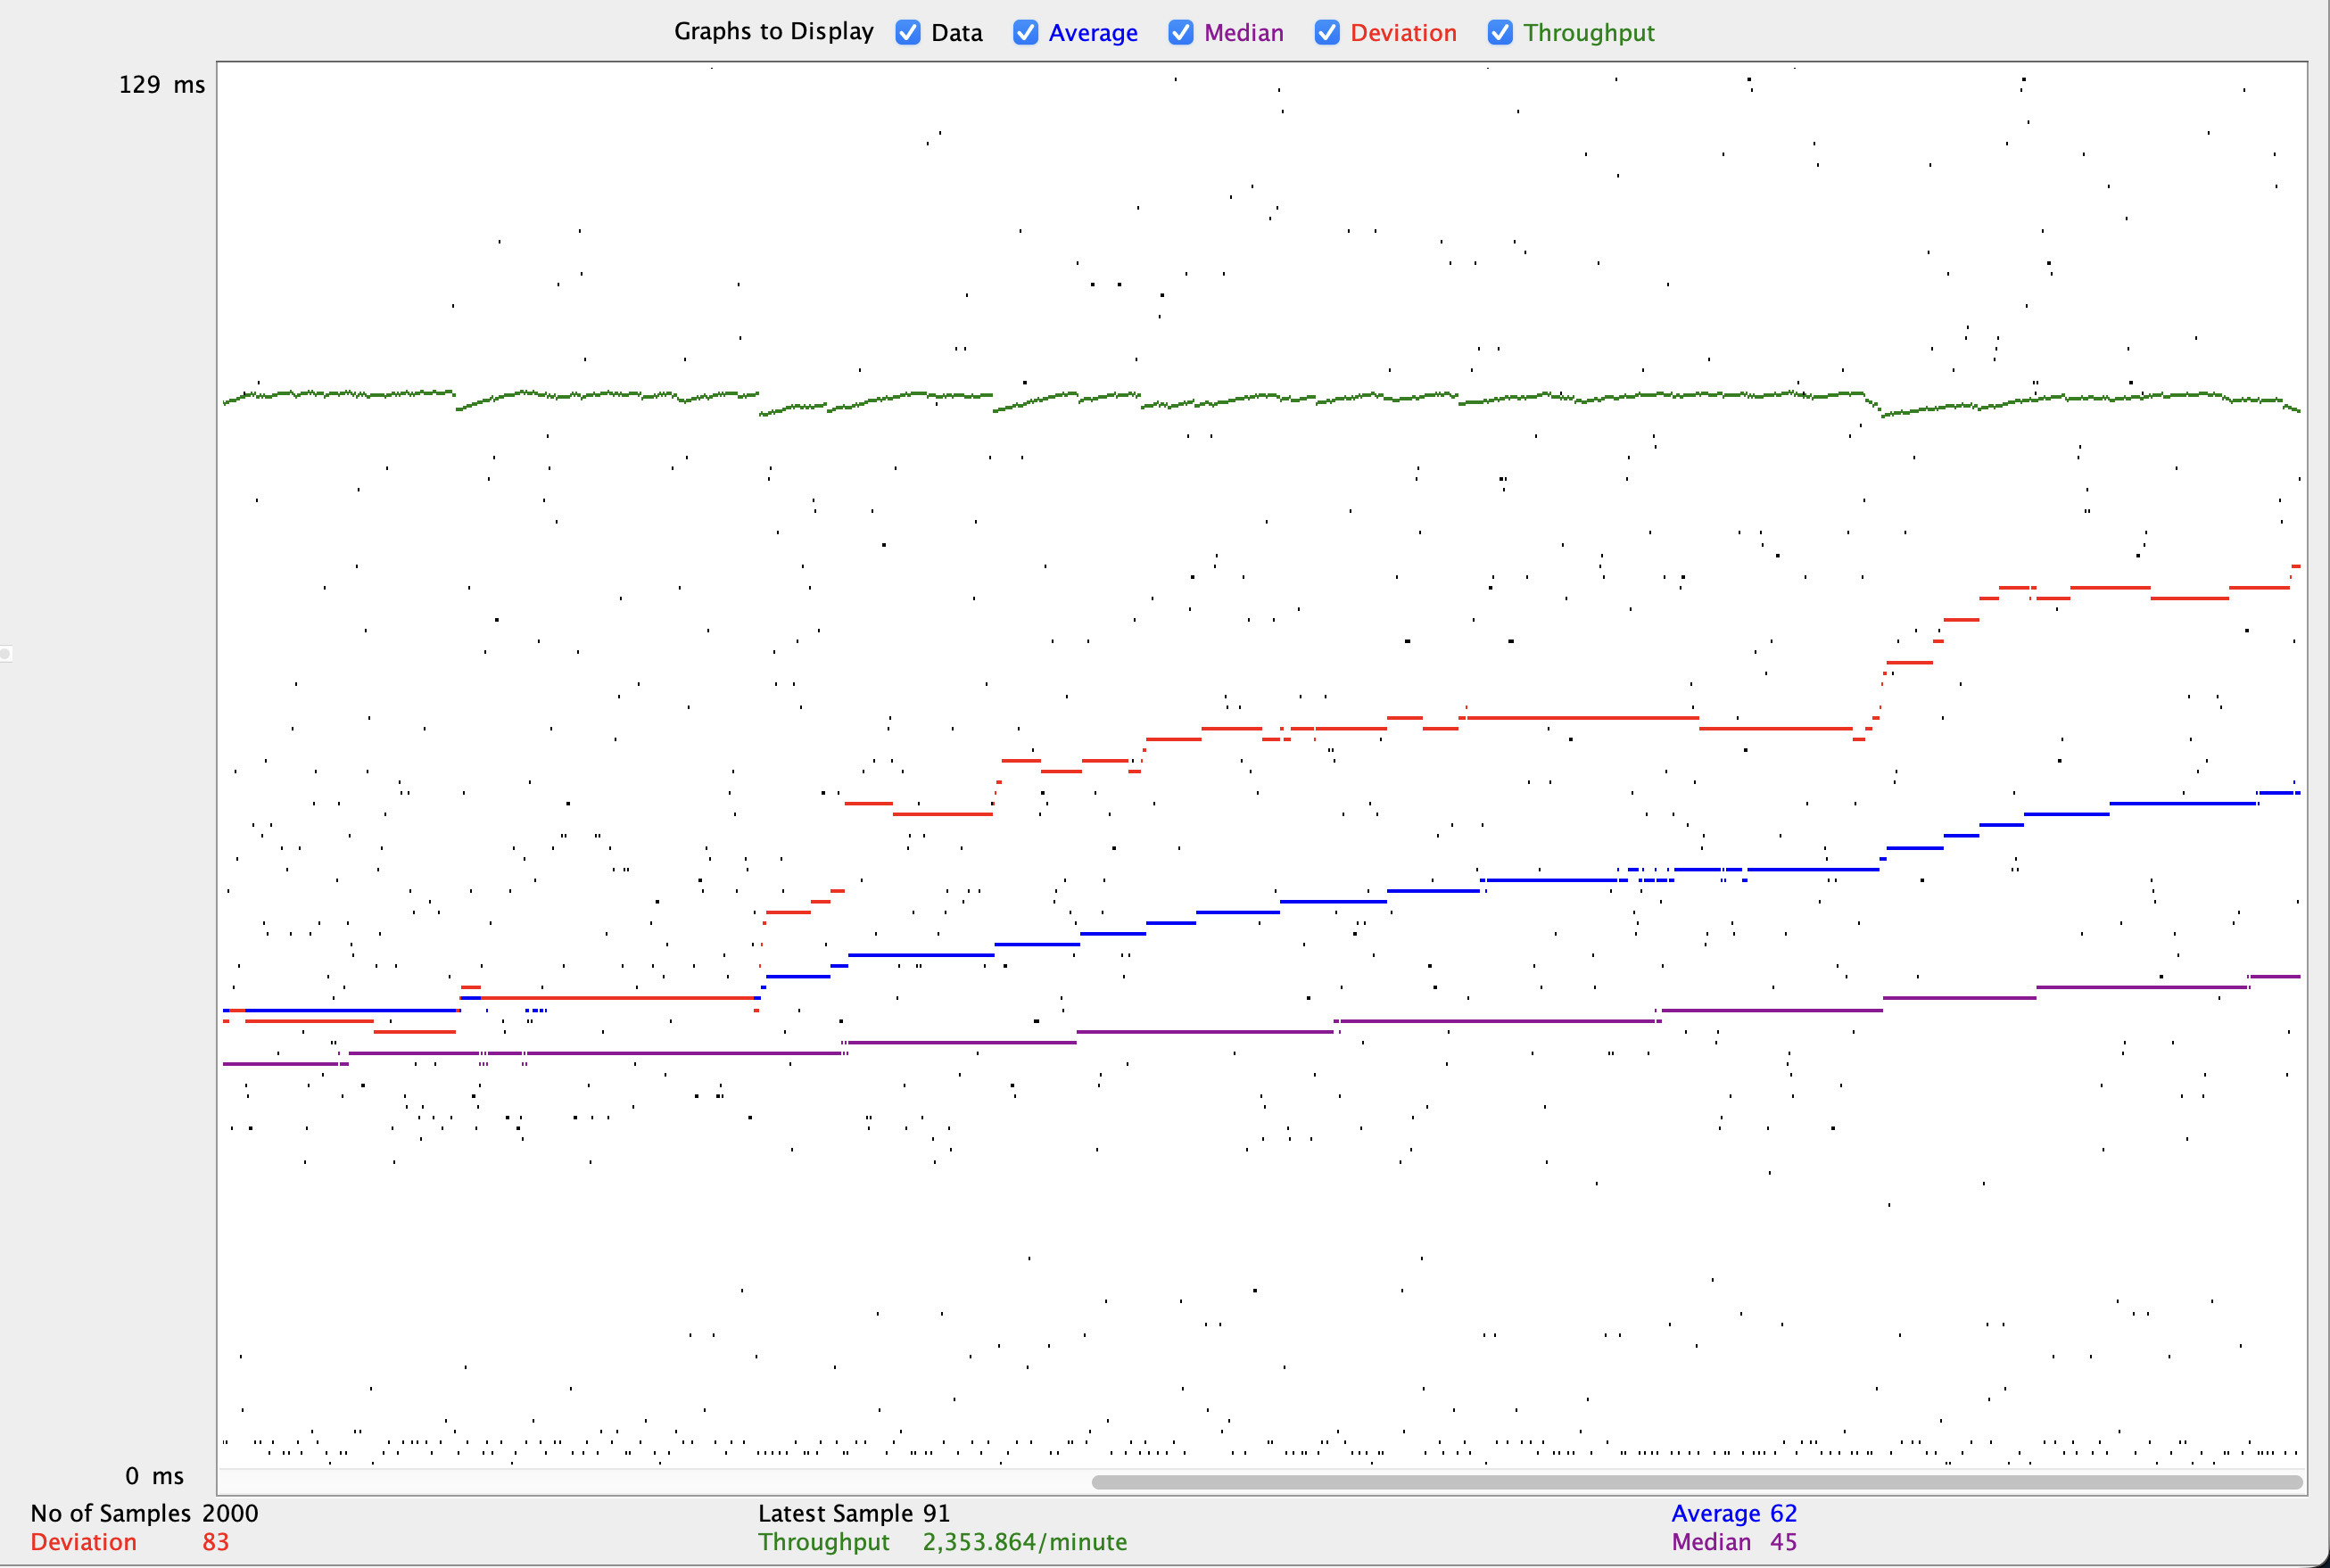 Graphs to Display Data Average Median Deviation Throughput
129 ms
0 ms
No of Samples 2000 Latest Sample 91 Average 62
Deviation 83 Throughput 2,353.864/minute Median 45